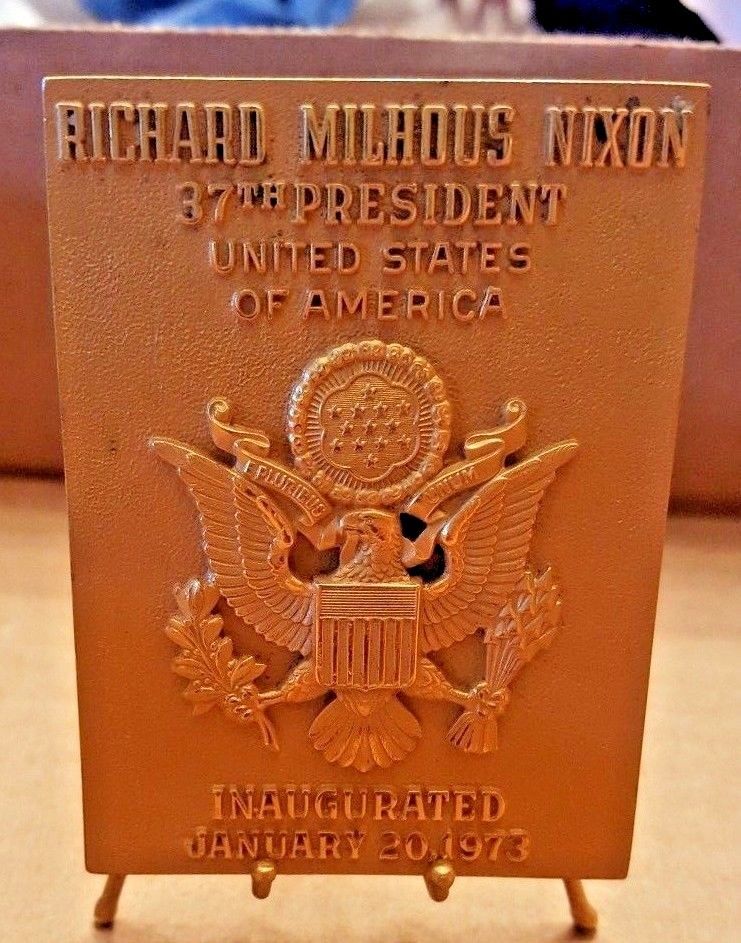 RICHARD MILHOUS NIXON
37TH PRESIDENT
UNITED STATES
OF AMERICA
E PLURIBUS UNUM
INAUGURATED
JANUARY 20, 1973